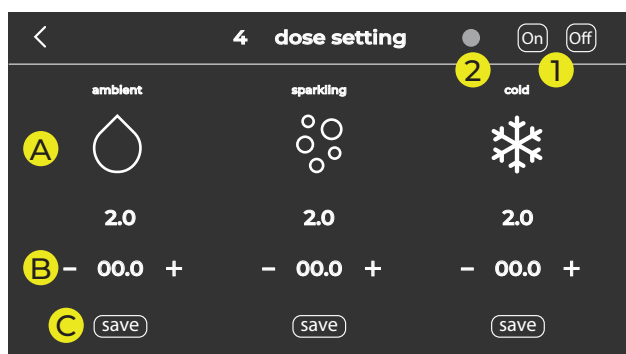 4 dose setting On Off
2 1
ambient sparkling cold
A
2.0 2.0 2.0
B - 00.0 + - 00.0 + - 00.0 +
C save save save